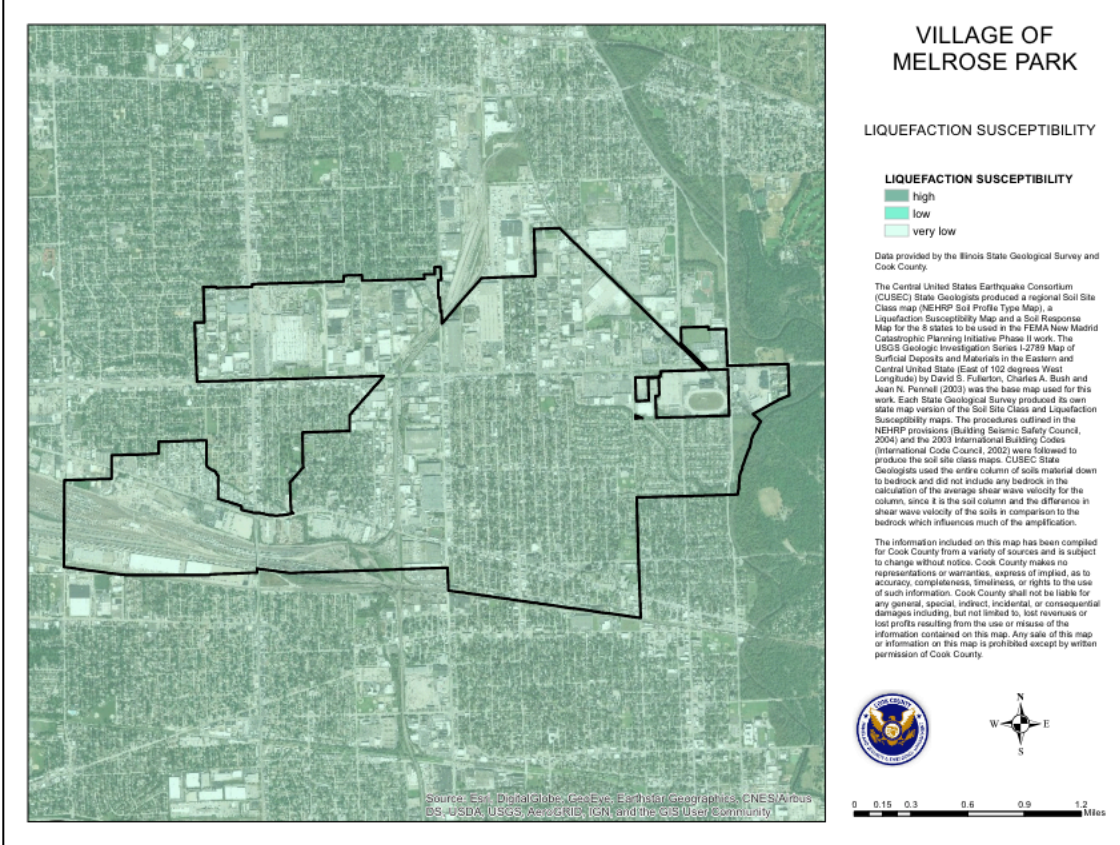 VILLAGE OF
MELROSE PARK
LIQUEFACTION SUSCEPTIBILITY
LIQUEFACTION SUSCEPTIBILITY
high
low
very low
Data provided by the Illinois State Geological Survey and
Cook County.
The Central United States Earthquake Consortium
(CUSEC) State Geologists produced a regional Soil Site
Class map (NEHRP Soil Profile Type Map), a
Liquefaction Susceptibility Map and a Soil Response
Map for the 8 states to be used in the FEMA New Madrid
Catastrophic Planning Initiative Phase II work. The
USGS Geologic Investigation Series I-2789 Map of
Surficial Deposits and Materials in the Eastern and
Central United State (East of 102 degrees West
Longitude) by David S. Fullerton, Charles A. Bush and
Jean N. Pennell (2003) was the base map used for this
work. Each State Geological Survey produced its own
state map version of the Soil Site Class and Liquefaction
Susceptibility maps. The procedures outlined in the
NEHRP provisions (Building Seismic Safety Council,
2004) and the 2003 International Building Codes
(International Code Council, 2002) were followed to
produce the soil site class maps. CUSEC State
Geologists used the entire column of soils material down
to bedrock and did not include any bedrock in the
calculation of the average shear wave velocity for the
column, since it is the soil column and the difference in
shear wave velocity of the soils in comparison to the
bedrock which influences much of the amplification.
The information included on this map has been compiled
for Cook County from a variety of sources and is subject
to change without notice. Cook County makes no
representations or warranties, express of implied, as to
accuracy, completeness, timeliness, or rights to the use
of such information. Cook County shall not be liable for
any general, special, indirect, incidental, or consequential
damages including, but not limited to, lost revenues or
lost profits resulting from the use or misuse of the
information contained on this map. Any sale of this map
or information on this map is prohibited except by written
permission of Cook County.
COOK COUNTY
N
W E
S
0 0.15 0.3 0.6 0.9 1.2
Miles
Source: Esri, DigitalGlobe, GeoEye, Earthstar Geographics, CNES/Airbus
DS, USDA, USGS, AeroGRID, IGN, and the GIS User Community